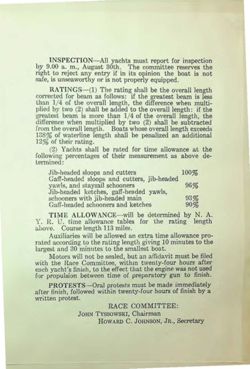 INSPECTION—All yachts must report for inspection
by 9.00 a. m., August 30th. The committee reserves the
right to reject any entry if in its opinion the boat is not
safe, is unseaworthy or is not properly equipped.
RATINGS—(1) The rating shall be the overall length
corrected for beam as follows: if the greatest beam is less
than 1/4 of the overall length, the difference when multi-
plied by two (2) shall be added to the overall length: if the
greatest beam is more than 1/4 of the overall length, the
difference when multiplied by two (2) shall be subtracted
from the overall length. Boats whose overall length exceeds
128% of waterline length shall be penalized an additional
12% of their rating.
(2) Yachts shall be rated for time allowance at the
following percentages of their measurement as above de-
termined:
Jib-headed sloops and cutters 100%
Gaff-headed sloops and cutters, jib-headed
yawls, and staysail schooners 96%
Jib-headed ketches, gaff-headed yawls,
schooners with jib-headed main 93%
Gaff-headed schooners and ketches 90%
TIME ALLOWANCE—will be determined by N. A.
Y. R. U. time allowance tables for the rating length
above. Course length 113 miles.
Auxiliaries will be allowed an extra time allowance pro-
rated according to the rating length giving 10 minutes to the
largest and 30 minutes to the smallest boat.
Motors will not be sealed, but an affidavit must be filed
with the Race Committee, within twenty-four hours after
each yacht's finish, to the effect that the engine was not used
for propulsion between time of preparatory gun to finish.
PROTESTS—Oral protests must be made immediately
after finish, followed within twenty-four hours of finish by a
written protest.
RACE COMMITTEE:
JOHN TYSSOWSKI, Chairman
HOWARD C. JOHNSON, JR., Secretary